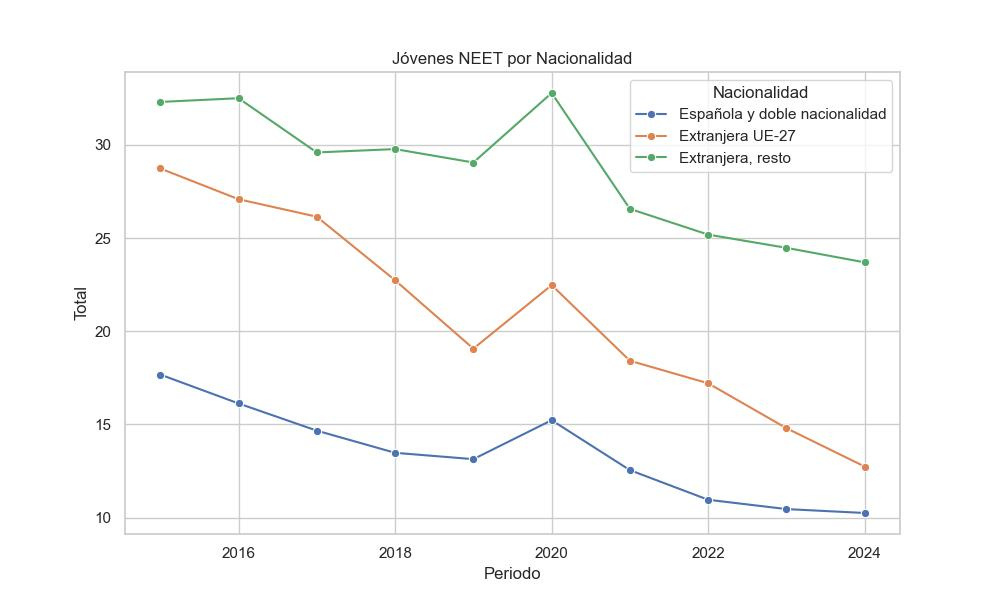 Jóvenes NEET por Nacionalidad
Nacionalidad
Española y doble nacionalidad
Extranjera UE-27
Extranjera, resto
Total
30
25
20
15
10
2016
2018
2020
2022
2024
Periodo